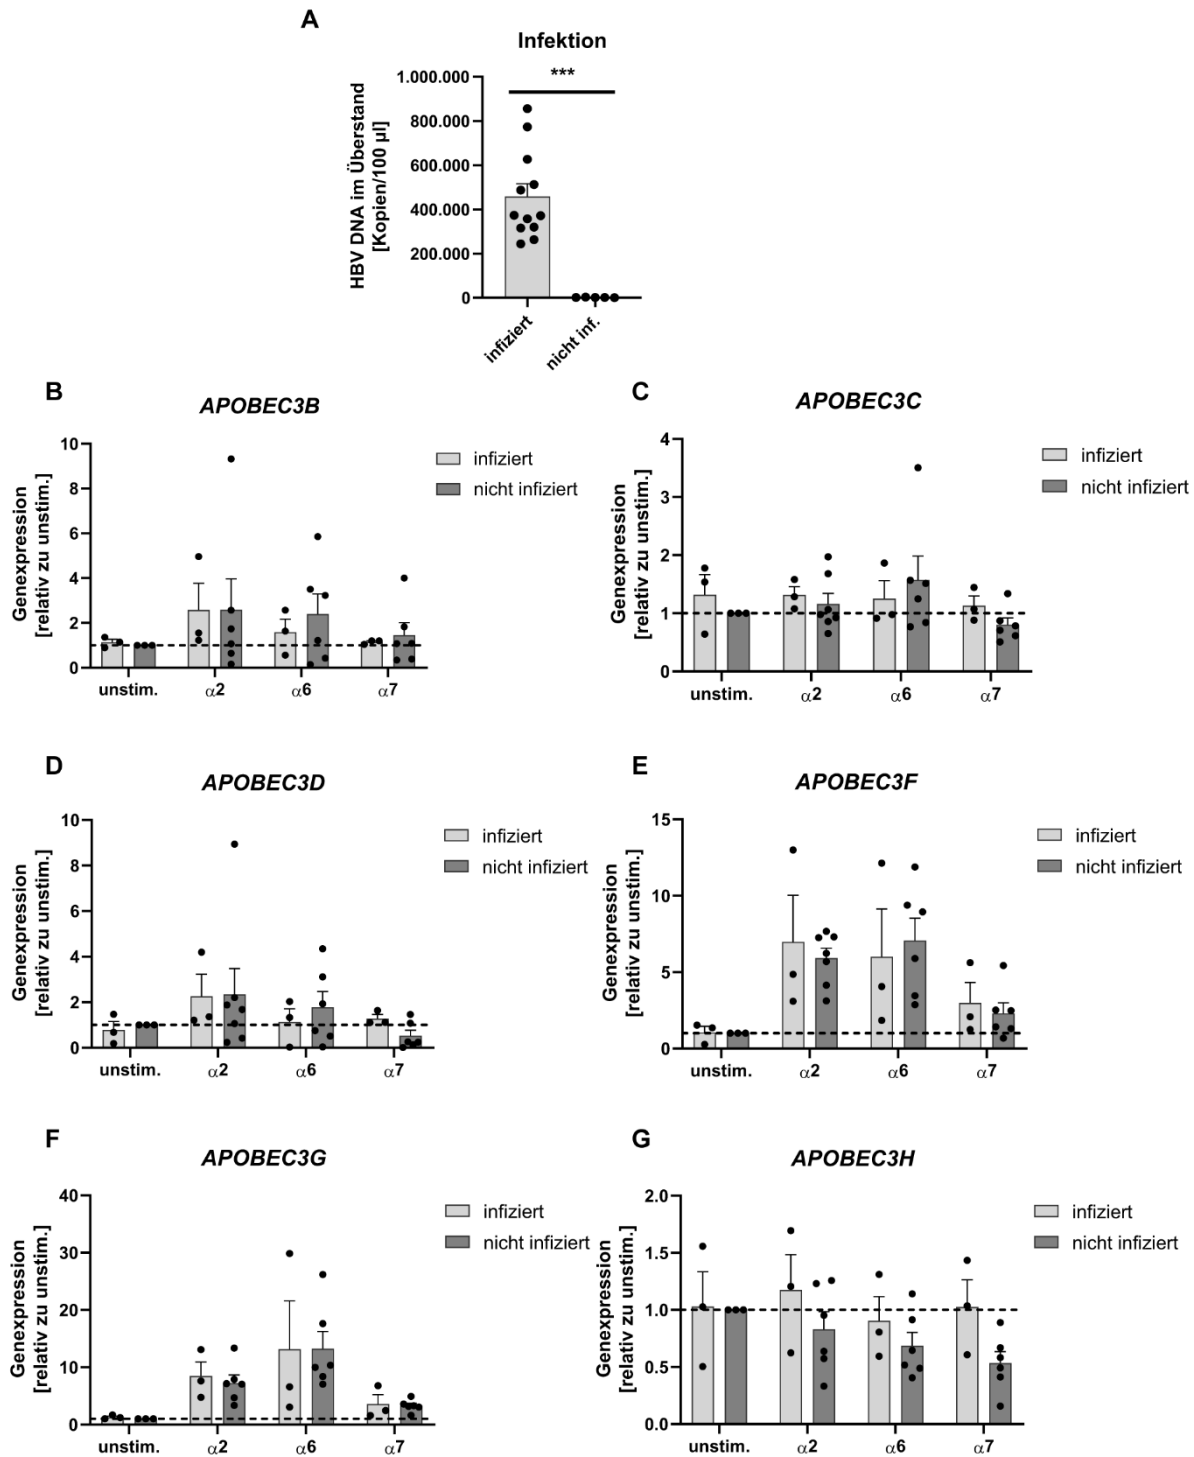 A
Infektion
***
HBV DNA im Überstand
[Kopien/100 µl]
1.000.000
800.000
600.000
400.000
200.000
0
infiziert
nicht inf.
B
APOBEC3B
Genexpression
[relativ zu unstim.]
10
8
6
4
2
0
unstim.
α2
α6
α7
infiziert
nicht infiziert
C
APOBEC3C
Genexpression
[relativ zu unstim.]
4
3
2
1
0
unstim.
α2
α6
α7
infiziert
nicht infiziert
D
APOBEC3D
Genexpression
[relativ zu unstim.]
10
8
6
4
2
0
unstim.
α2
α6
α7
infiziert
nicht infiziert
E
APOBEC3F
Genexpression
[relativ zu unstim.]
15
10
5
0
unstim.
α2
α6
α7
infiziert
nicht infiziert
F
APOBEC3G
Genexpression
[relativ zu unstim.]
40
30
20
10
0
unstim.
α2
α6
α7
infiziert
nicht infiziert
G
APOBEC3H
Genexpression
[relativ zu unstim.]
2.0
1.5
1.0
0.5
0.0
unstim.
α2
α6
α7
infiziert
nicht infiziert